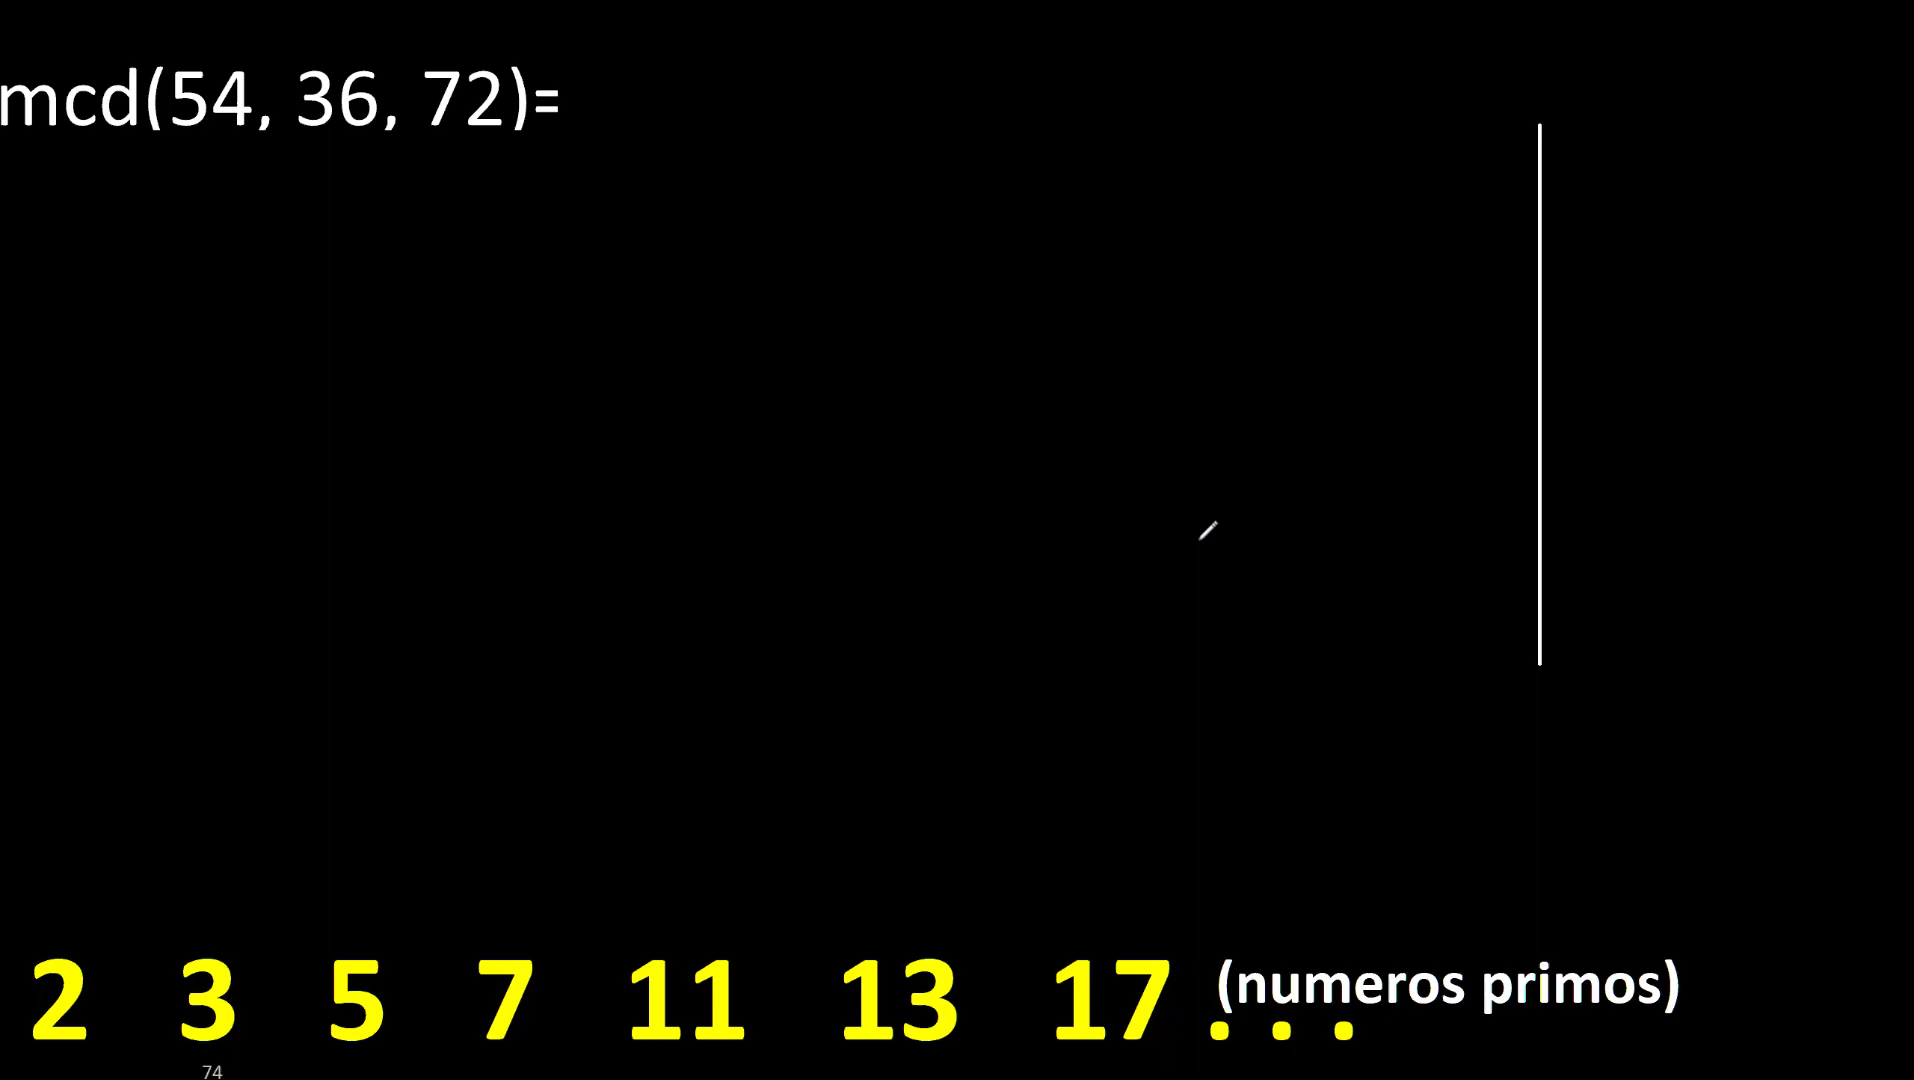 mcd(54, 36, 72)=
2 3 5 7 11 13 17 . . . (numeros primos)
74